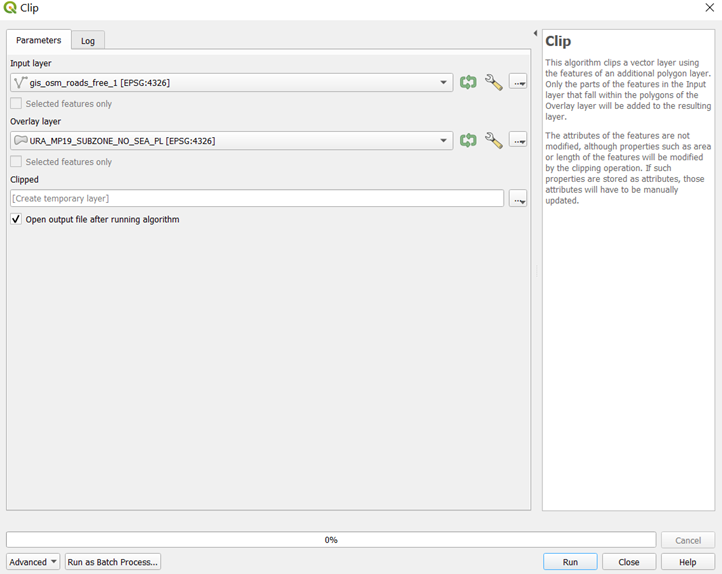 Clip
Parameters
Log
Input layer
gis_osm_roads_free_1 [EPSG:4326]
...
Selected features only
Overlay layer
URA_MP19_SUBZONE_NO_SEA_PL [EPSG:4326]
...
Selected features only
Clipped
[Create temporary layer]
...
Open output file after running algorithm
Clip
This algorithm clips a vector layer using
the features of an additional polygon layer.
Only the parts of the features in the Input
layer that fall within the polygons of the
Overlay layer will be added to the resulting
layer.
The attributes of the features are not
modified, although properties such as area
or length of the features will be modified
by the clipping operation. If such
properties are stored as attributes, those
attributes will have to be manually
updated.
0%
Cancel
Advanced
Run as Batch Process...
Run
Close
Help